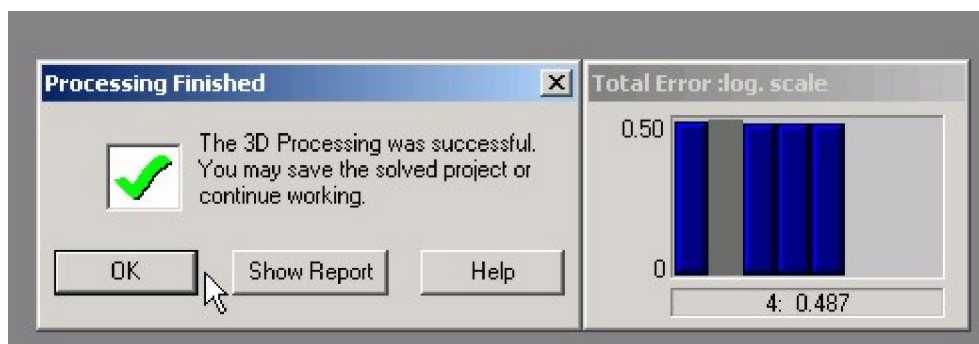 Processing Finished
The 3D Processing was successful.
You may save the solved project or
continue working.
OK
Show Report
Help
Total Error :log. scale
0.50
0
4: 0.487